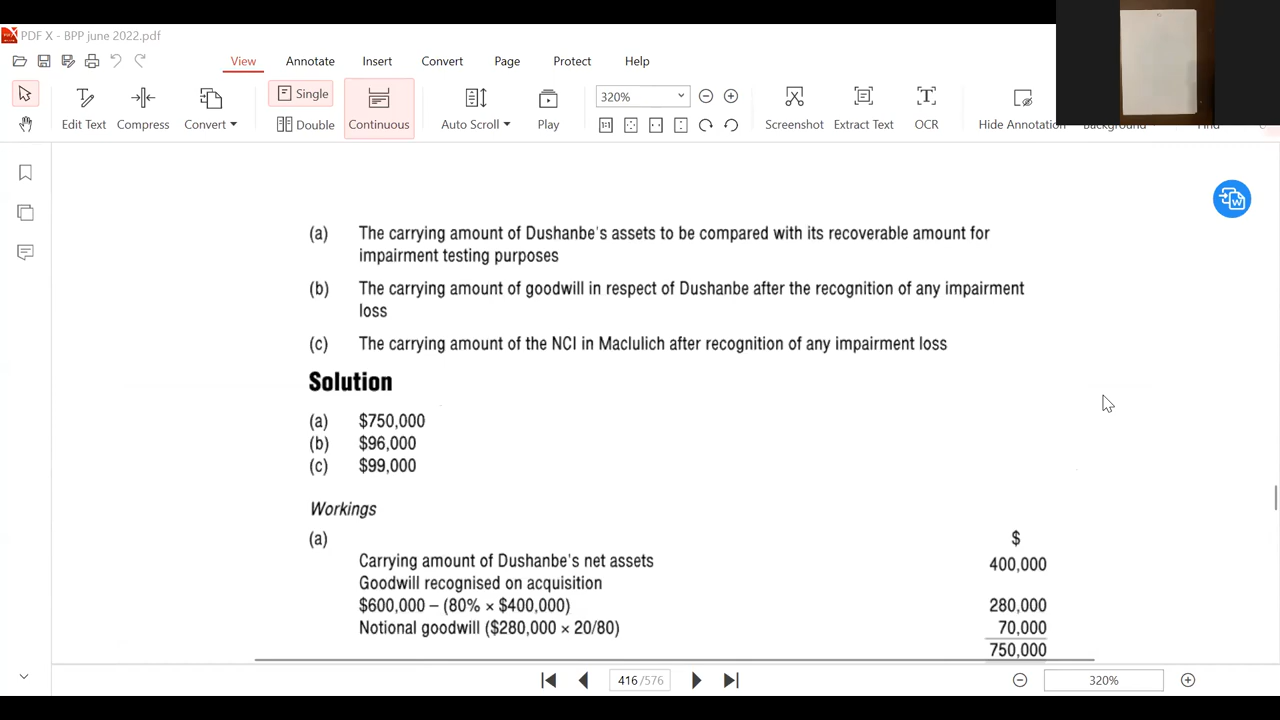 PDF X - BPP june 2022.pdf
View Annotate Insert Convert Page Protect Help
Single
Double
Continuous
320%
Edit Text Compress Convert Auto Scroll Play Screenshot Extract Text OCR Hide Annotation Background Find
(a) The carrying amount of Dushanbe's assets to be compared with its recoverable amount for
impairment testing purposes
(b) The carrying amount of goodwill in respect of Dushanbe after the recognition of any impairment
loss
(c) The carrying amount of the NCI in Maclulich after recognition of any impairment loss
Solution
(a) $750,000
(b) $96,000
(c) $99,000
Workings
(a) $
Carrying amount of Dushanbe's net assets 400,000
Goodwill recognised on acquisition
$600,000 – (80% × $400,000) 280,000
Notional goodwill ($280,000 × 20/80) 70,000
750,000
416 /576 320%